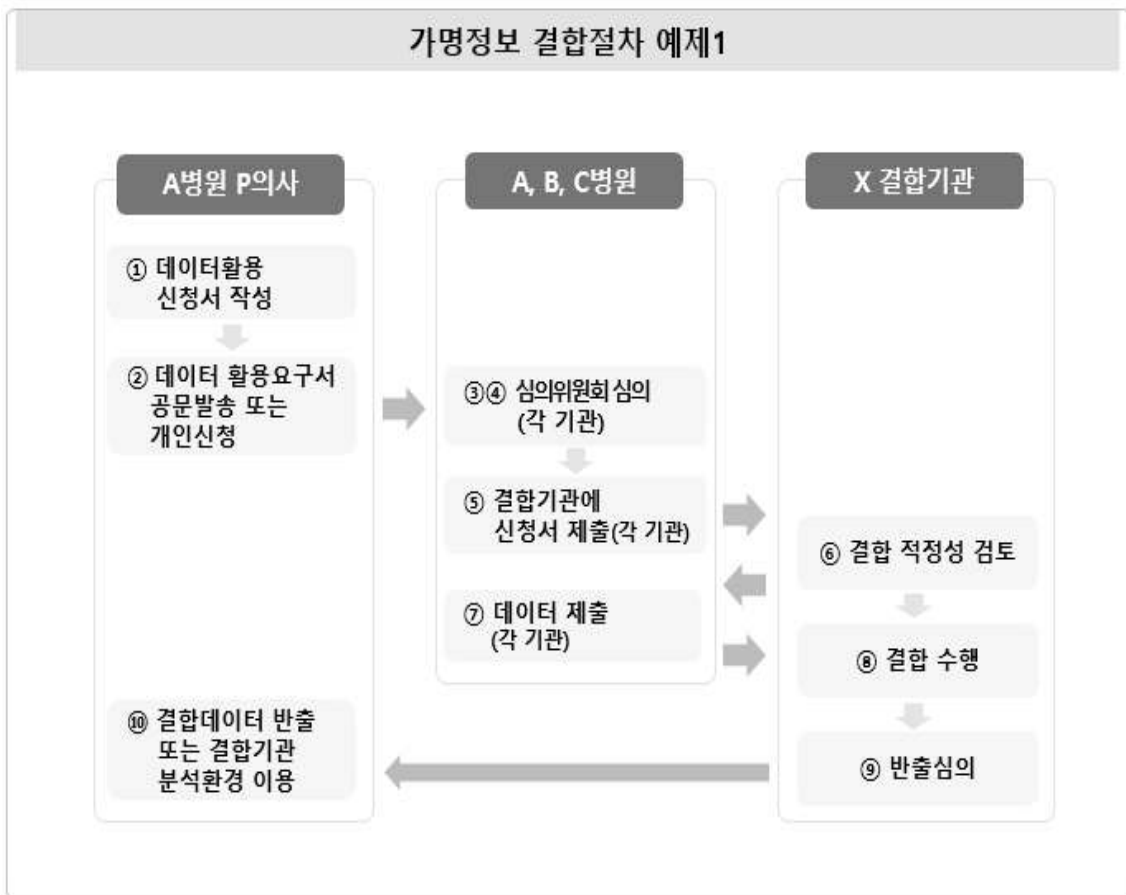 가명정보 결합절차 예제1
A병원 P의사
① 데이터활용
신청서 작성
② 데이터 활용요구서
공문발송 또는
개인신청
⑩ 결합데이터 반출
또는 결합기관
분석환경 이용
A, B, C병원
③④ 심의위원회 심의
(각 기관)
⑤ 결합기관에
신청서 제출(각 기관)
⑦ 데이터 제출
(각 기관)
X 결합기관
⑥ 결합 적정성 검토
⑧ 결합 수행
⑨ 반출심의